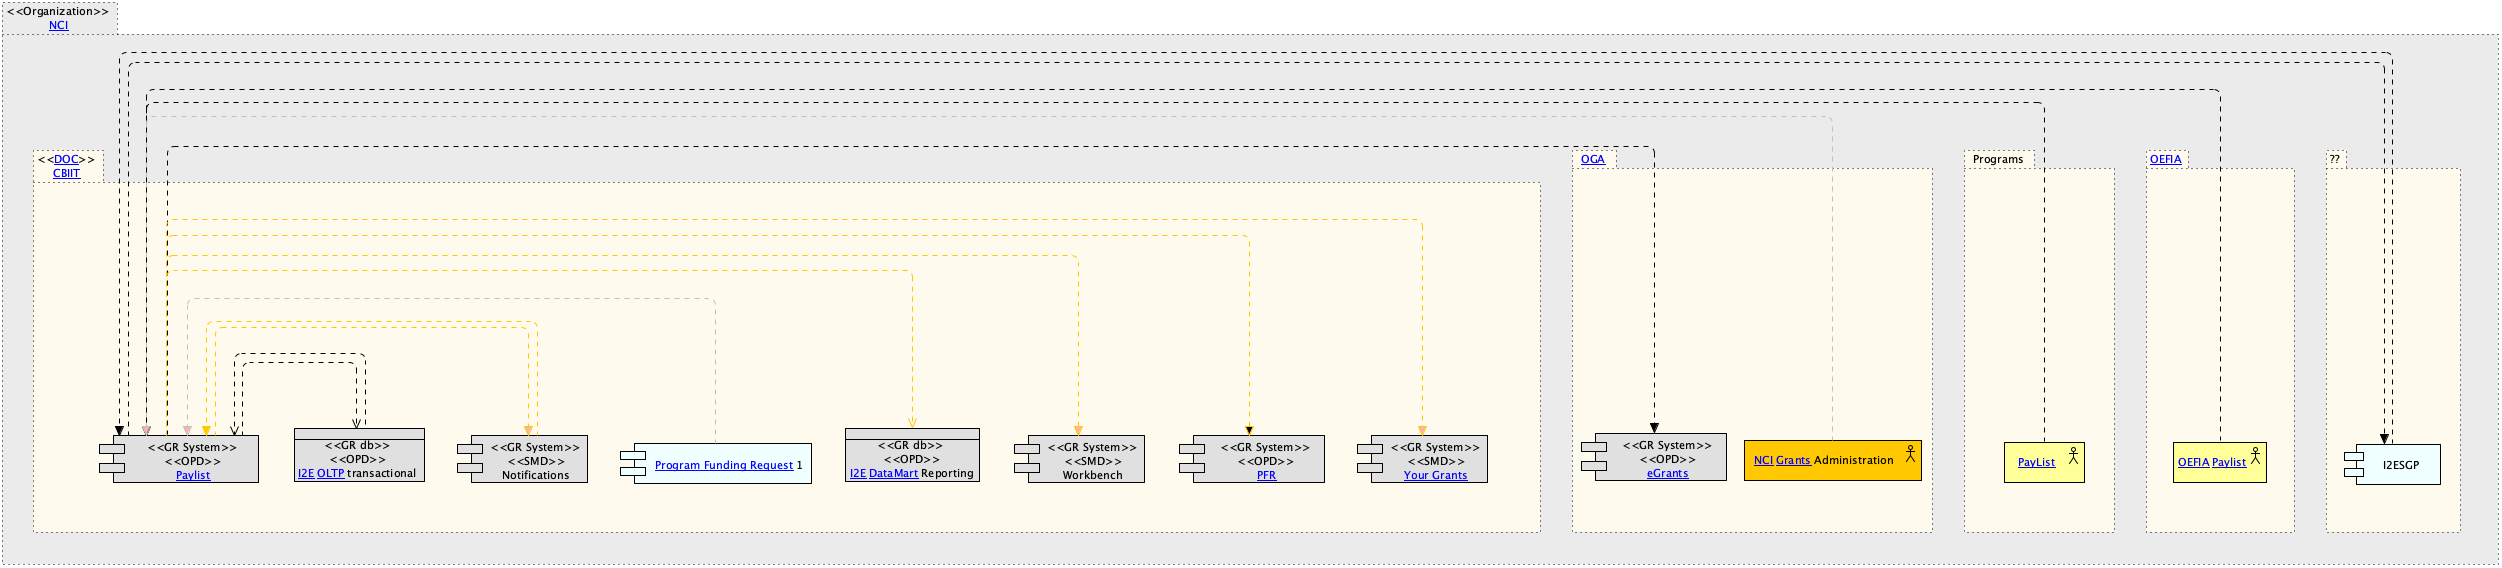 <<Organization>>
NCI
<<DOC>>
CBIIT
OGA
Programs
OEFIA
??
<<GR System>>
<<OPD>>
Paylist
<<GR db>>
<<OPD>>
I2E OLTP transactional
<<GR System>>
<<SMD>>
Notifications
Program Funding Request 1
<<GR db>>
<<OPD>>
I2E DataMart Reporting
<<GR System>>
<<SMD>>
Workbench
<<GR System>>
<<OPD>>
PFR
<<GR System>>
<<SMD>>
Your Grants
<<GR System>>
<<OPD>>
eGrants
NCI Grants Administration
PayList
OEFIA Paylist
I2ESGP